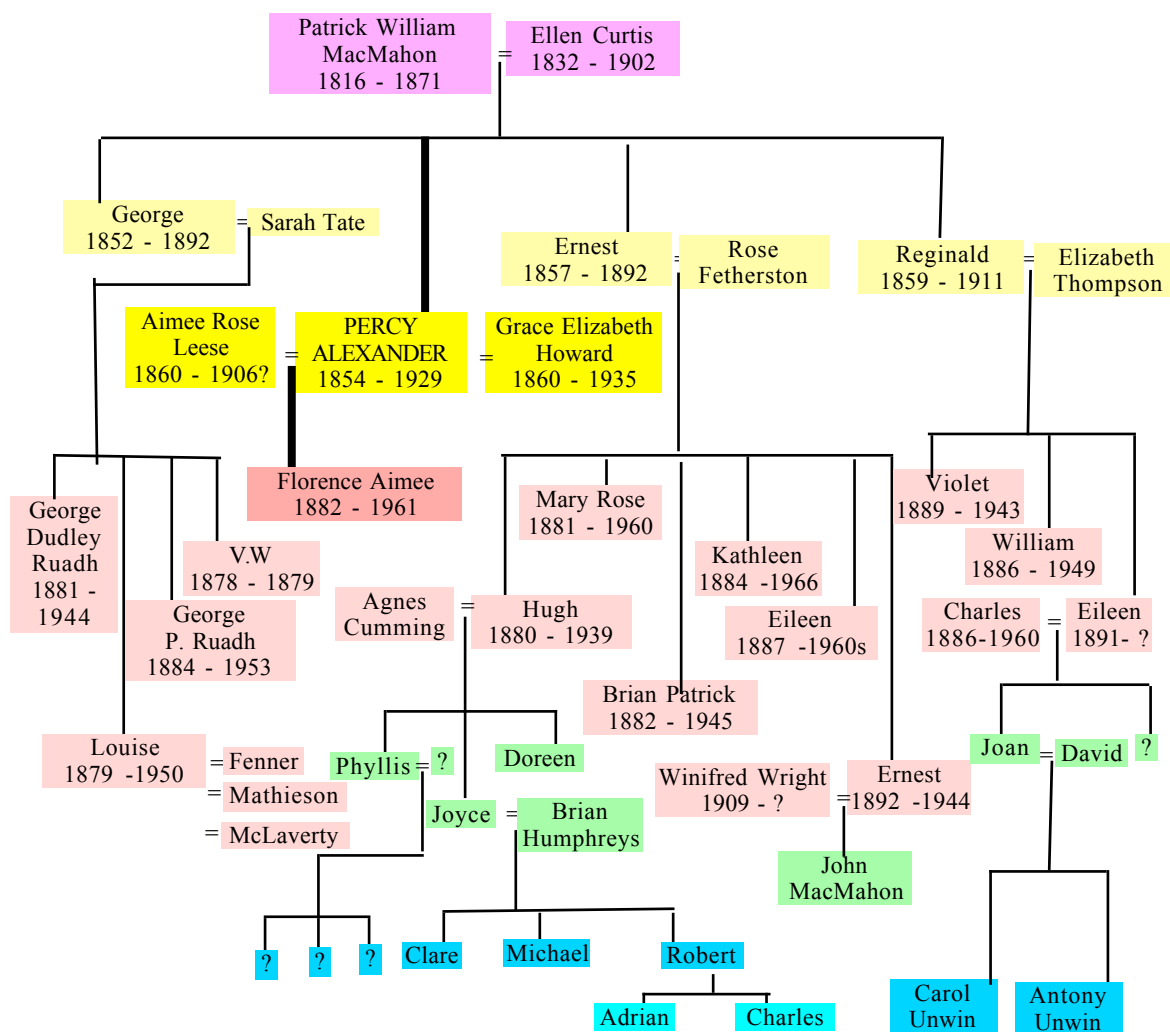 Patrick William
MacMahon
1816 - 1871
=
Ellen Curtis
1832 - 1902
George
1852 - 1892
=
Sarah Tate
Ernest
1857 - 1892
=
Rose
Fetherston
Reginald
1859 - 1911
=
Elizabeth
Thompson
Aimee Rose
Leese
1860 - 1906?
=
PERCY
ALEXANDER
1854 - 1929
=
Grace Elizabeth
Howard
1860 - 1935
George
Dudley
Ruadh
1881 -
1944
V.W
1878 - 1879
George
P. Ruadh
1884 - 1953
Florence Aimee
1882 - 1961
Mary Rose
1881 - 1960
Kathleen
1884 -1966
Violet
1889 - 1943
William
1886 - 1949
Agnes
Cumming
=
Hugh
1880 - 1939
Eileen
1887 -1960s
Charles
1886-1960
=
Eileen
1891- ?
Brian Patrick
1882 - 1945
Louise
1879 -1950
= Fenner
= Mathieson
= McLaverty
Phyllis
=
?
Doreen
Joyce
=
Brian
Humphreys
Winifred Wright
1909 - ?
=
Ernest
1892 -1944
Joan
=
David
?
John
MacMahon
?
?
?
Clare
Michael
Robert
Adrian
Charles
Carol
Unwin
Antony
Unwin